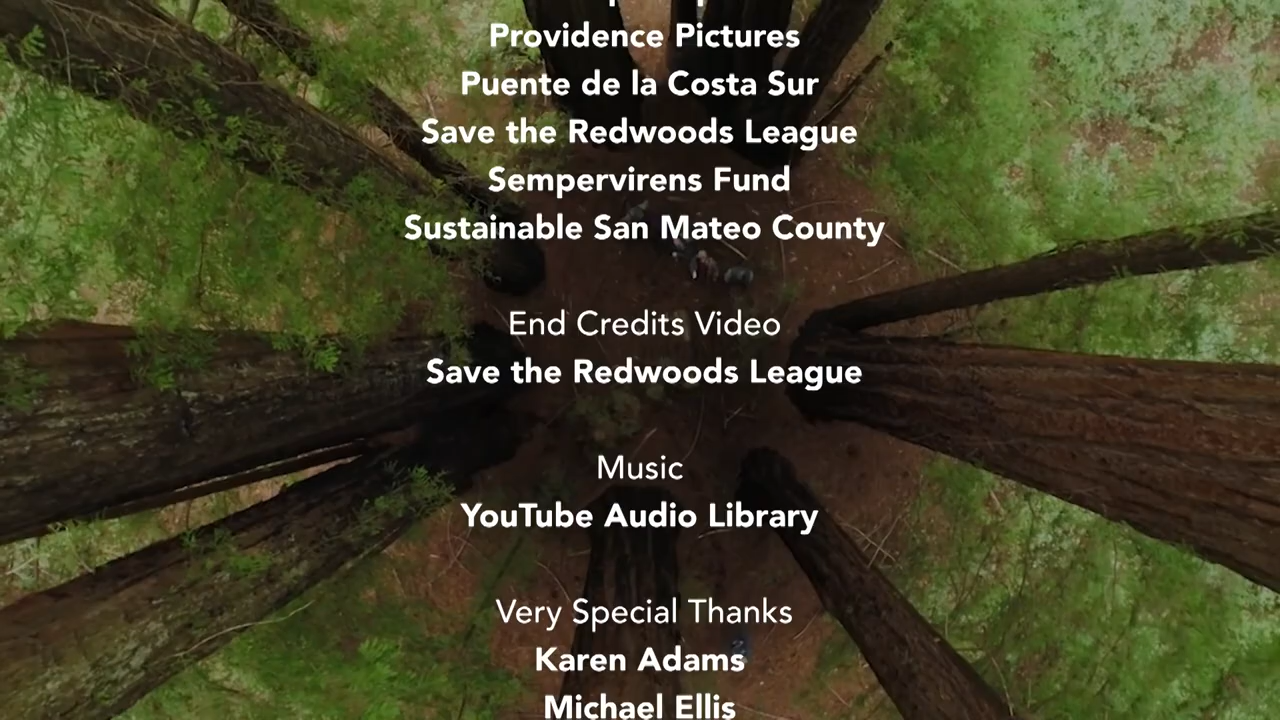 Providence Pictures
Puente de la Costa Sur
Save the Redwoods League
Sempervirens Fund
Sustainable San Mateo County
End Credits Video
Save the Redwoods League
Music
YouTube Audio Library
Very Special Thanks
Karen Adams
Michael Ellis